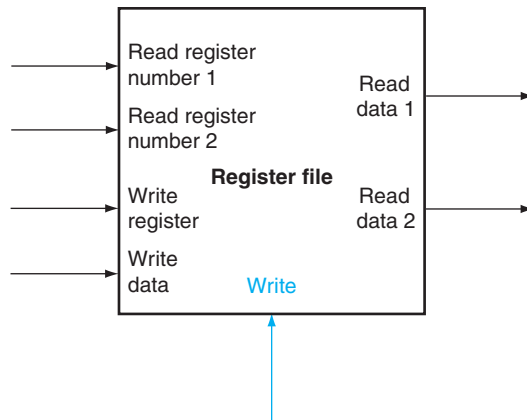 Read register
number 1
Read register
number 2
Write
register
Write
data
Register file
Read
data 1
Read
data 2
Write